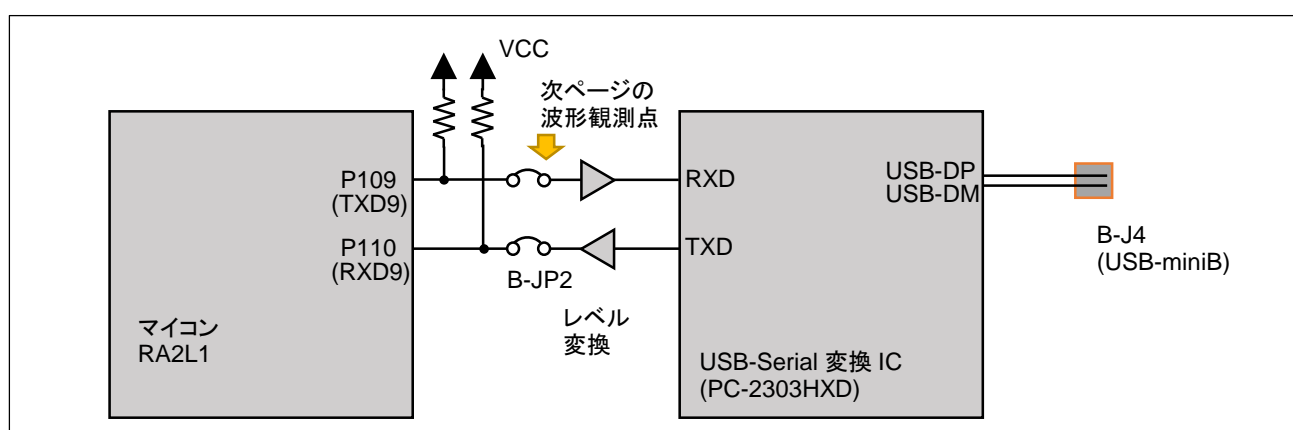 VCC
次ページの
波形観測点
P109
(TXD9)
RXD
USB-DP
USB-DM
P110
(RXD9)
TXD
B-JP2
B-J4
(USB-miniB)
レベル
変換
マイコン
RA2L1
USB-Serial 変換 IC
(PC-2303HXD)